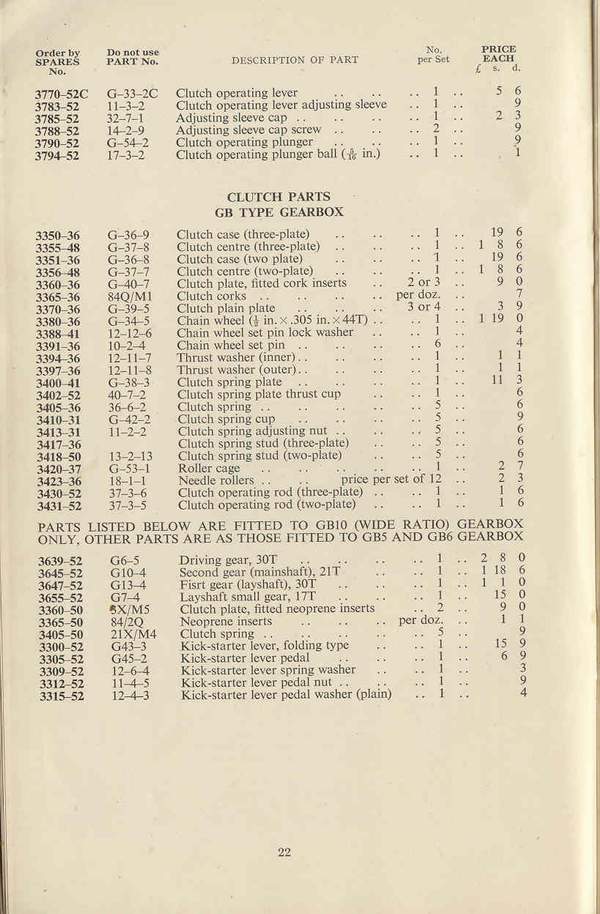 Order by SPARES No. Do not use PART No. DESCRIPTION OF PART No. per Set PRICE EACH £ s. d.
3770–52C G–33–2C Clutch operating lever .. .. .. 1 .. 5 6
3783–52 11–3–2 Clutch operating lever adjusting sleeve .. 1 .. 9
3785–52 32–7–1 Adjusting sleeve cap .. .. .. .. 1 .. 2 3
3788–52 14–2–9 Adjusting sleeve cap screw .. .. .. 2 .. 9
3790–52 G–54–2 Clutch operating plunger .. .. .. 1 .. 9
3794–52 17–3–2 Clutch operating plunger ball ( in.) .. 1 .. 1
CLUTCH PARTS
GB TYPE GEARBOX
3350–36 G–36–9 Clutch case (three-plate) .. .. .. 1 .. 19 6
3355–48 G–37–8 Clutch centre (three-plate) .. .. .. 1 .. 1 8 6
3351–36 G–36–8 Clutch case (two plate) .. .. .. 1 .. 19 6
3356–48 G–37–7 Clutch centre (two-plate) .. .. .. 1 .. 1 8 6
3360–36 G–40–7 Clutch plate, fitted cork inserts .. 2 or 3 .. 9 0
3365–36 84Q/M1 Clutch corks .. .. .. .. per doz. .. 7
3370–36 G–39–5 Clutch plain plate .. .. .. 3 or 4 .. 3 9
3380–36 G–34–5 Chain wheel (½ in.×.305 in.×44T) .. .. 1 .. 1 19 0
3388–41 12–12–6 Chain wheel set pin lock washer .. .. 1 .. 4
3391–36 10–2–4 Chain wheel set pin .. .. .. .. 6 .. 4
3394–36 12–11–7 Thrust washer (inner).. .. .. .. 1 .. 1 1
3397–36 12–11–8 Thrust washer (outer).. .. .. .. 1 .. 1 1
3400–41 G–38–3 Clutch spring plate .. .. .. .. 1 .. 11 3
3402–52 40–7–2 Clutch spring plate thrust cup .. .. 1 .. 6
3405–36 36–6–2 Clutch spring .. .. .. .. .. 5 .. 6
3410–31 G–42–2 Clutch spring cup .. .. .. .. 5 .. 9
3413–31 11–2–2 Clutch spring adjusting nut .. .. .. 5 .. 6
3417–36 Clutch spring stud (three-plate) .. .. 5 .. 6
3418–50 13–2–13 Clutch spring stud (two-plate) .. .. 5 .. 6
3420–37 G–53–1 Roller cage .. .. .. .. .. 1 .. 2 7
3423–36 18–1–1 Needle rollers .. .. price per set of 12 .. 2 3
3430–52 37–3–6 Clutch operating rod (three-plate) .. .. 1 .. 1 6
3431–52 37–3–5 Clutch operating rod (two-plate) .. .. 1 .. 1 6
PARTS LISTED BELOW ARE FITTED TO GB10 (WIDE RATIO) GEARBOX
ONLY, OTHER PARTS ARE AS THOSE FITTED TO GB5 AND GB6 GEARBOX
3639–52 G6–5 Driving gear, 30T .. .. .. .. 1 .. 2 8 0
3645–52 G10–4 Second gear (mainshaft), 21T .. .. 1 .. 1 18 6
3647–52 G13–4 Fisrt gear (layshaft), 30T .. .. .. 1 .. 1 1 0
3655–52 G7–4 Layshaft small gear, 17T .. .. .. 1 .. 15 0
3360–50 X/M5 Clutch plate, fitted neoprene inserts .. 2 .. 9 0
3365–50 84/2Q Neoprene inserts .. .. .. per doz. .. 1 1
3405–50 21X/M4 Clutch spring .. .. .. .. .. 5 .. 9
3300–52 G43–3 Kick-starter lever, folding type .. .. 1 .. 15 9
3305–52 G45–2 Kick-starter lever pedal .. .. .. 1 .. 6 9
3309–52 12–6–4 Kick-starter lever spring washer .. .. 1 .. 3
3312–52 11–4–5 Kick-starter lever pedal nut .. .. .. 1 .. 9
3315–52 12–4–3 Kick-starter lever pedal washer (plain) .. 1 .. 4
22